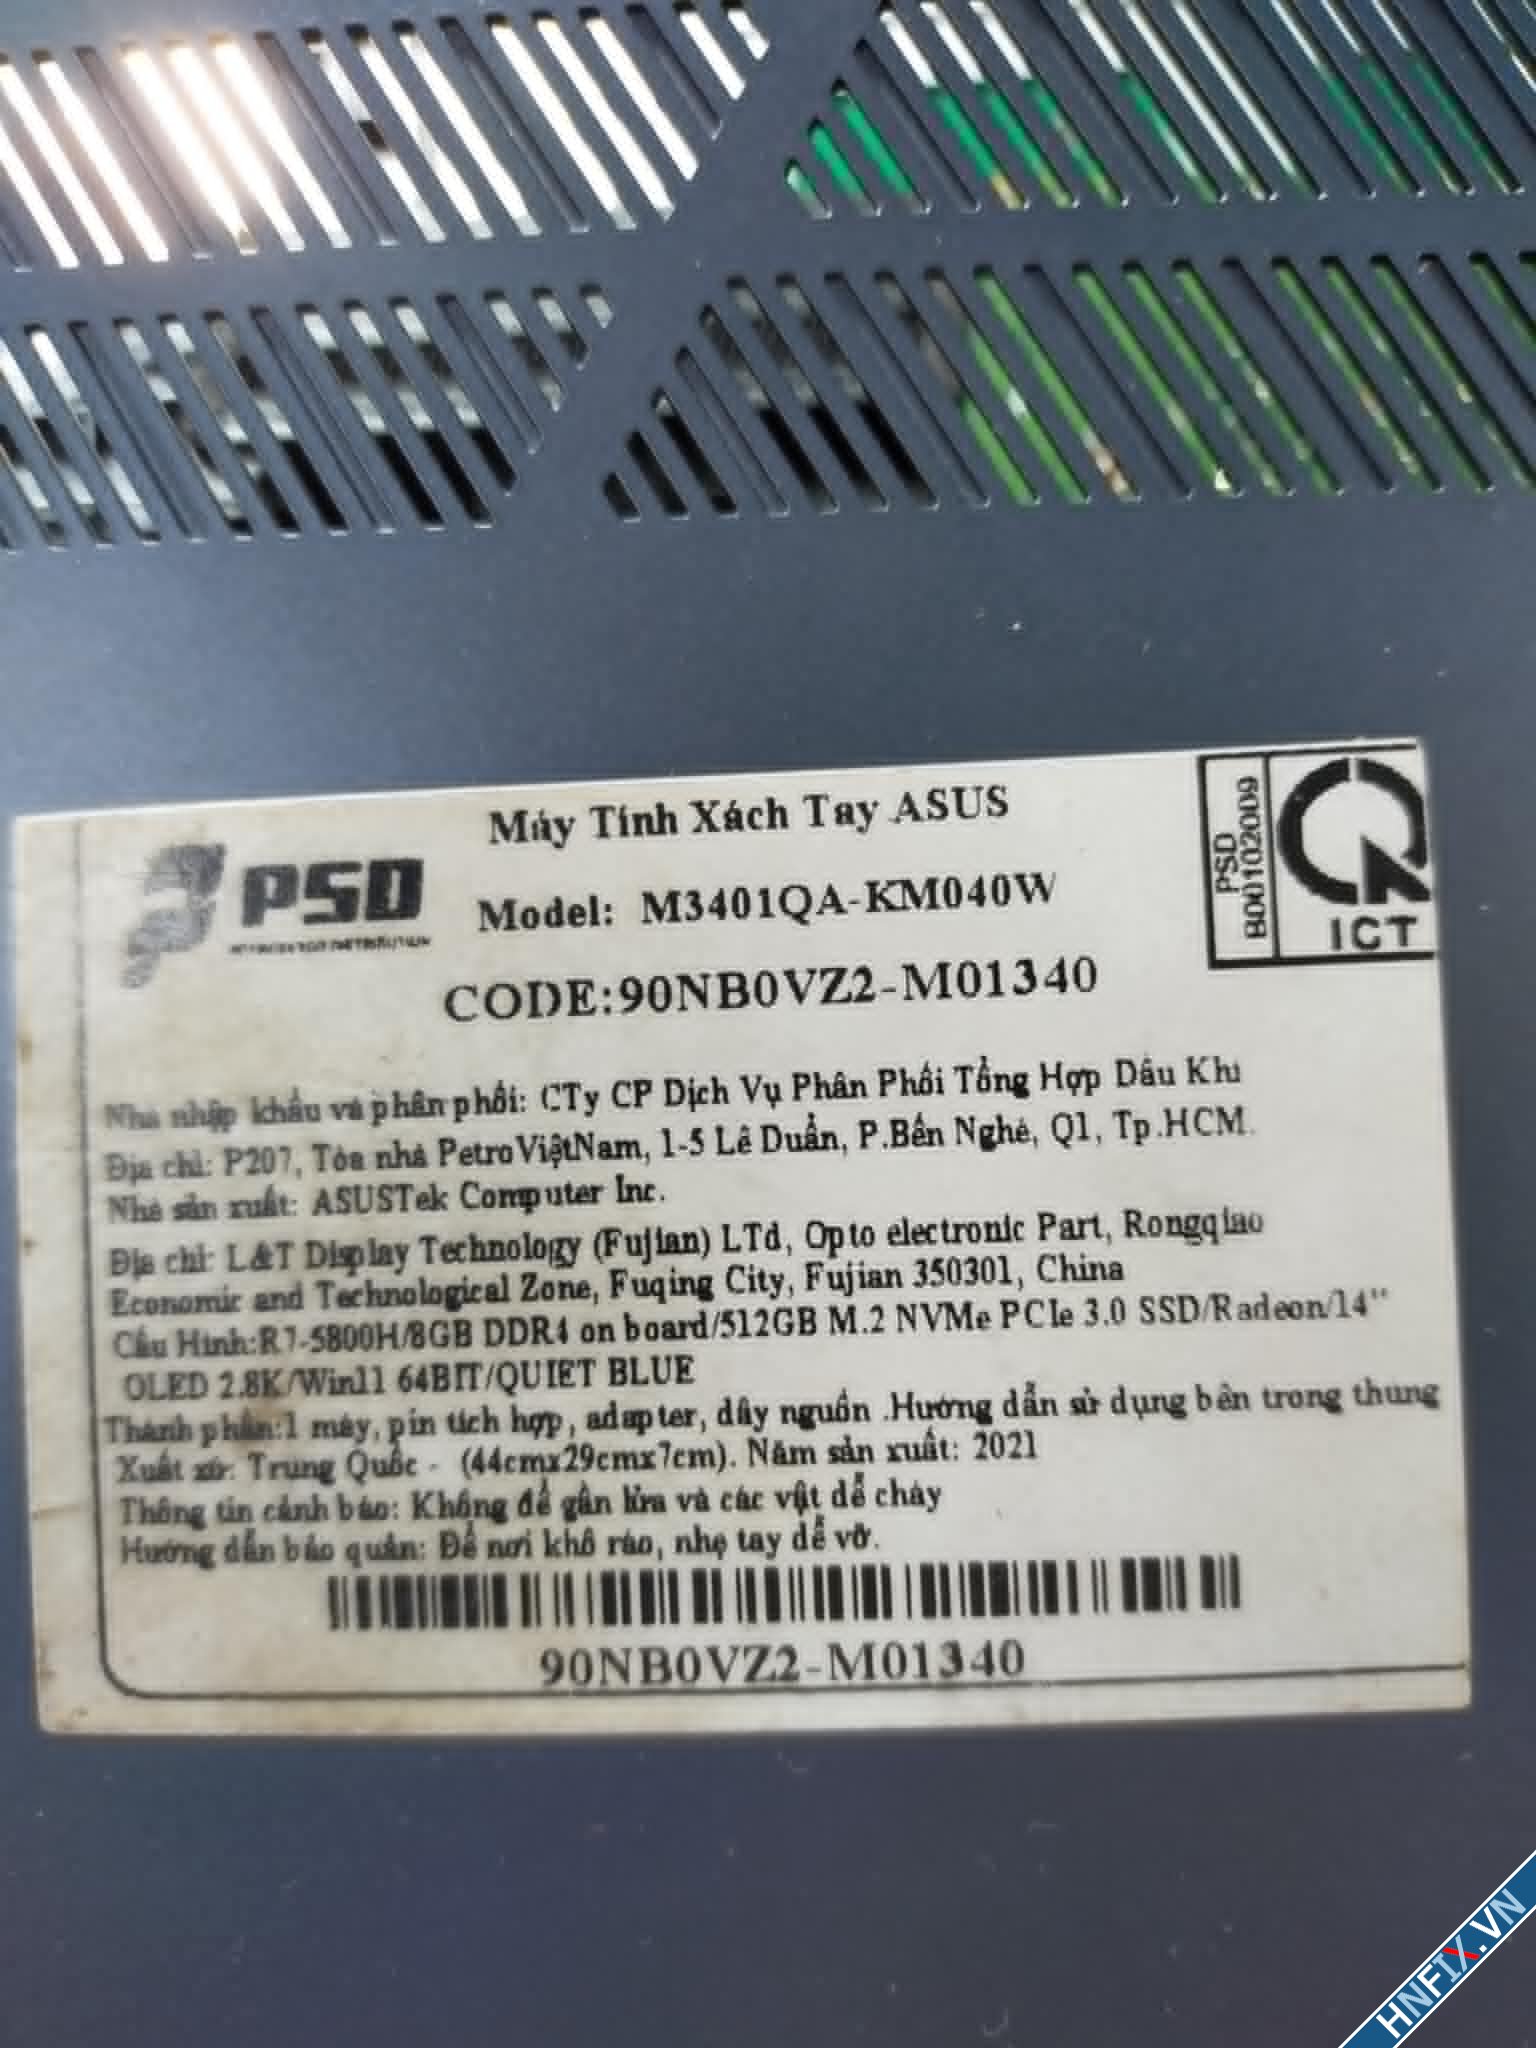 Máy Tính Xách Tay ASUS
PSD
Model: M3401QA-KM040W
PSD
B00102009
ICT
CODE:90NB0VZ2-M01340
Nhà nhập khẩu và phân phối: CTy CP Dịch Vụ Phân Phối Tổng Hợp Dầu Khí
Địa chỉ: P207, Tòa nhà PetroViệtNam, 1-5 Lê Duẩn, P.Bến Nghé, Q1, Tp.HCM.
Nhà sản xuất: ASUSTek Computer Inc.
Địa chỉ: L&T Display Technology (Fujian) LTd, Opto electronic Part, Rongqiao
Economic and Technological Zone, Fuqing City, Fujian 350301, China
Cấu Hình:R7-5800H/8GB DDR4 on board/512GB M.2 NVMe PCIe 3.0 SSD/Radeon/14"
OLED 2.8K/Win11 64BIT/QUIET BLUE
Thành phần:1 máy, pin tích hợp, adapter, dây nguồn .Hướng dẫn sử dụng bên trong thung
Xuất xứ: Trung Quốc - (44cmx29cmx7cm). Năm sản xuất: 2021
Thông tin cảnh báo: Không để gần lửa và các vật dễ cháy
Hướng dẫn bảo quản: Để nơi khô ráo, nhẹ tay dễ vỡ.
90NB0VZ2-M01340
HNFIX.VN